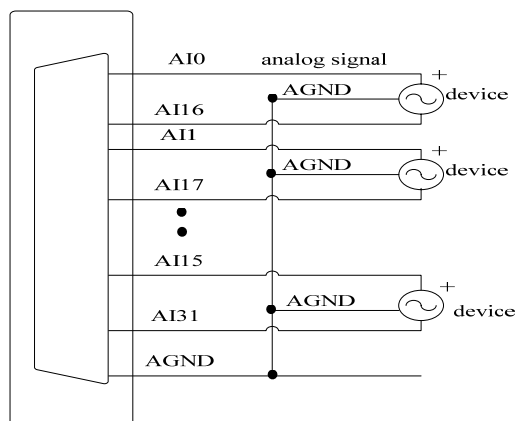 AI0 analog signal
+
AGND
device
AI16
AI1
+
AGND
device
AI17
AI15
+
AGND
device
AI31
AGND